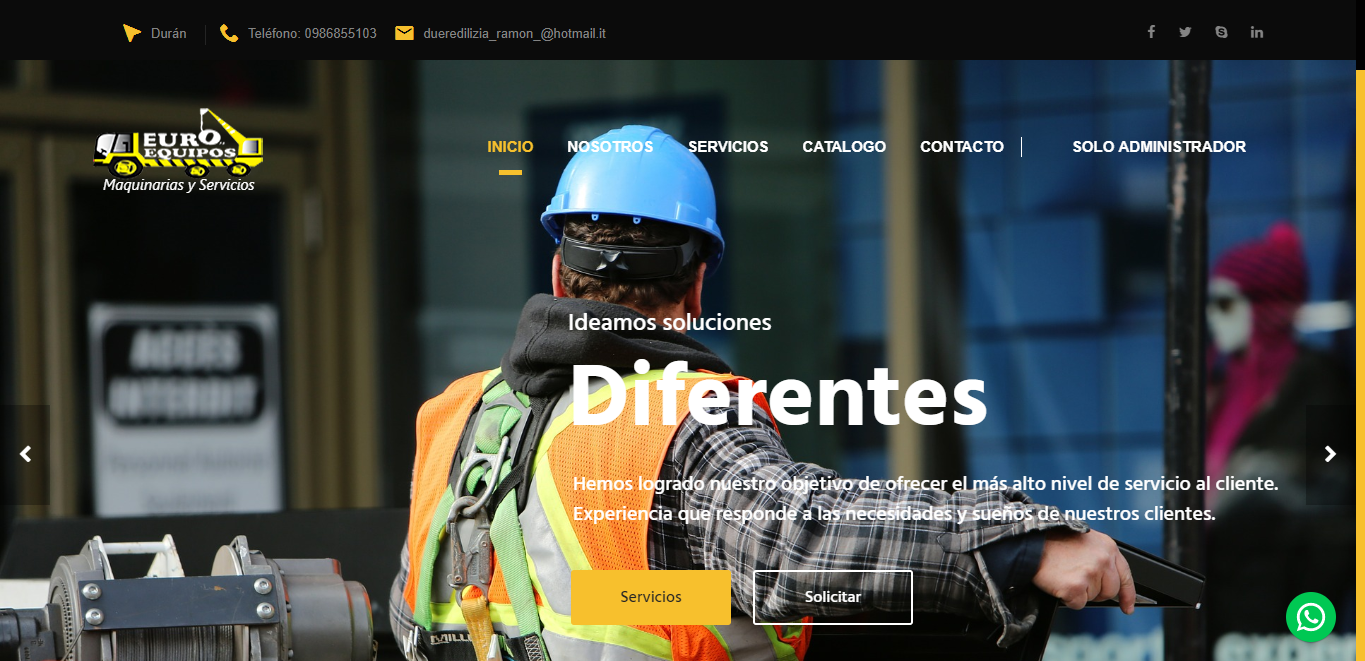 Durán
Teléfono: 0986855103
dueredilizia_ramon_@hotmail.it
EURO
EQUIPOS
Maquinarias y Servicios
INICIO
NOSOTROS
SERVICIOS
CATALOGO
CONTACTO
SOLO ADMINISTRADOR
ACCÈS
INTERDIT
Ideamos soluciones
Diferentes
Hemos logrado nuestro objetivo de ofrecer el más alto nivel de servicio al cliente.
Experiencia que responde a las necesidades y sueños de nuestros clientes.
Servicios
Solicitar